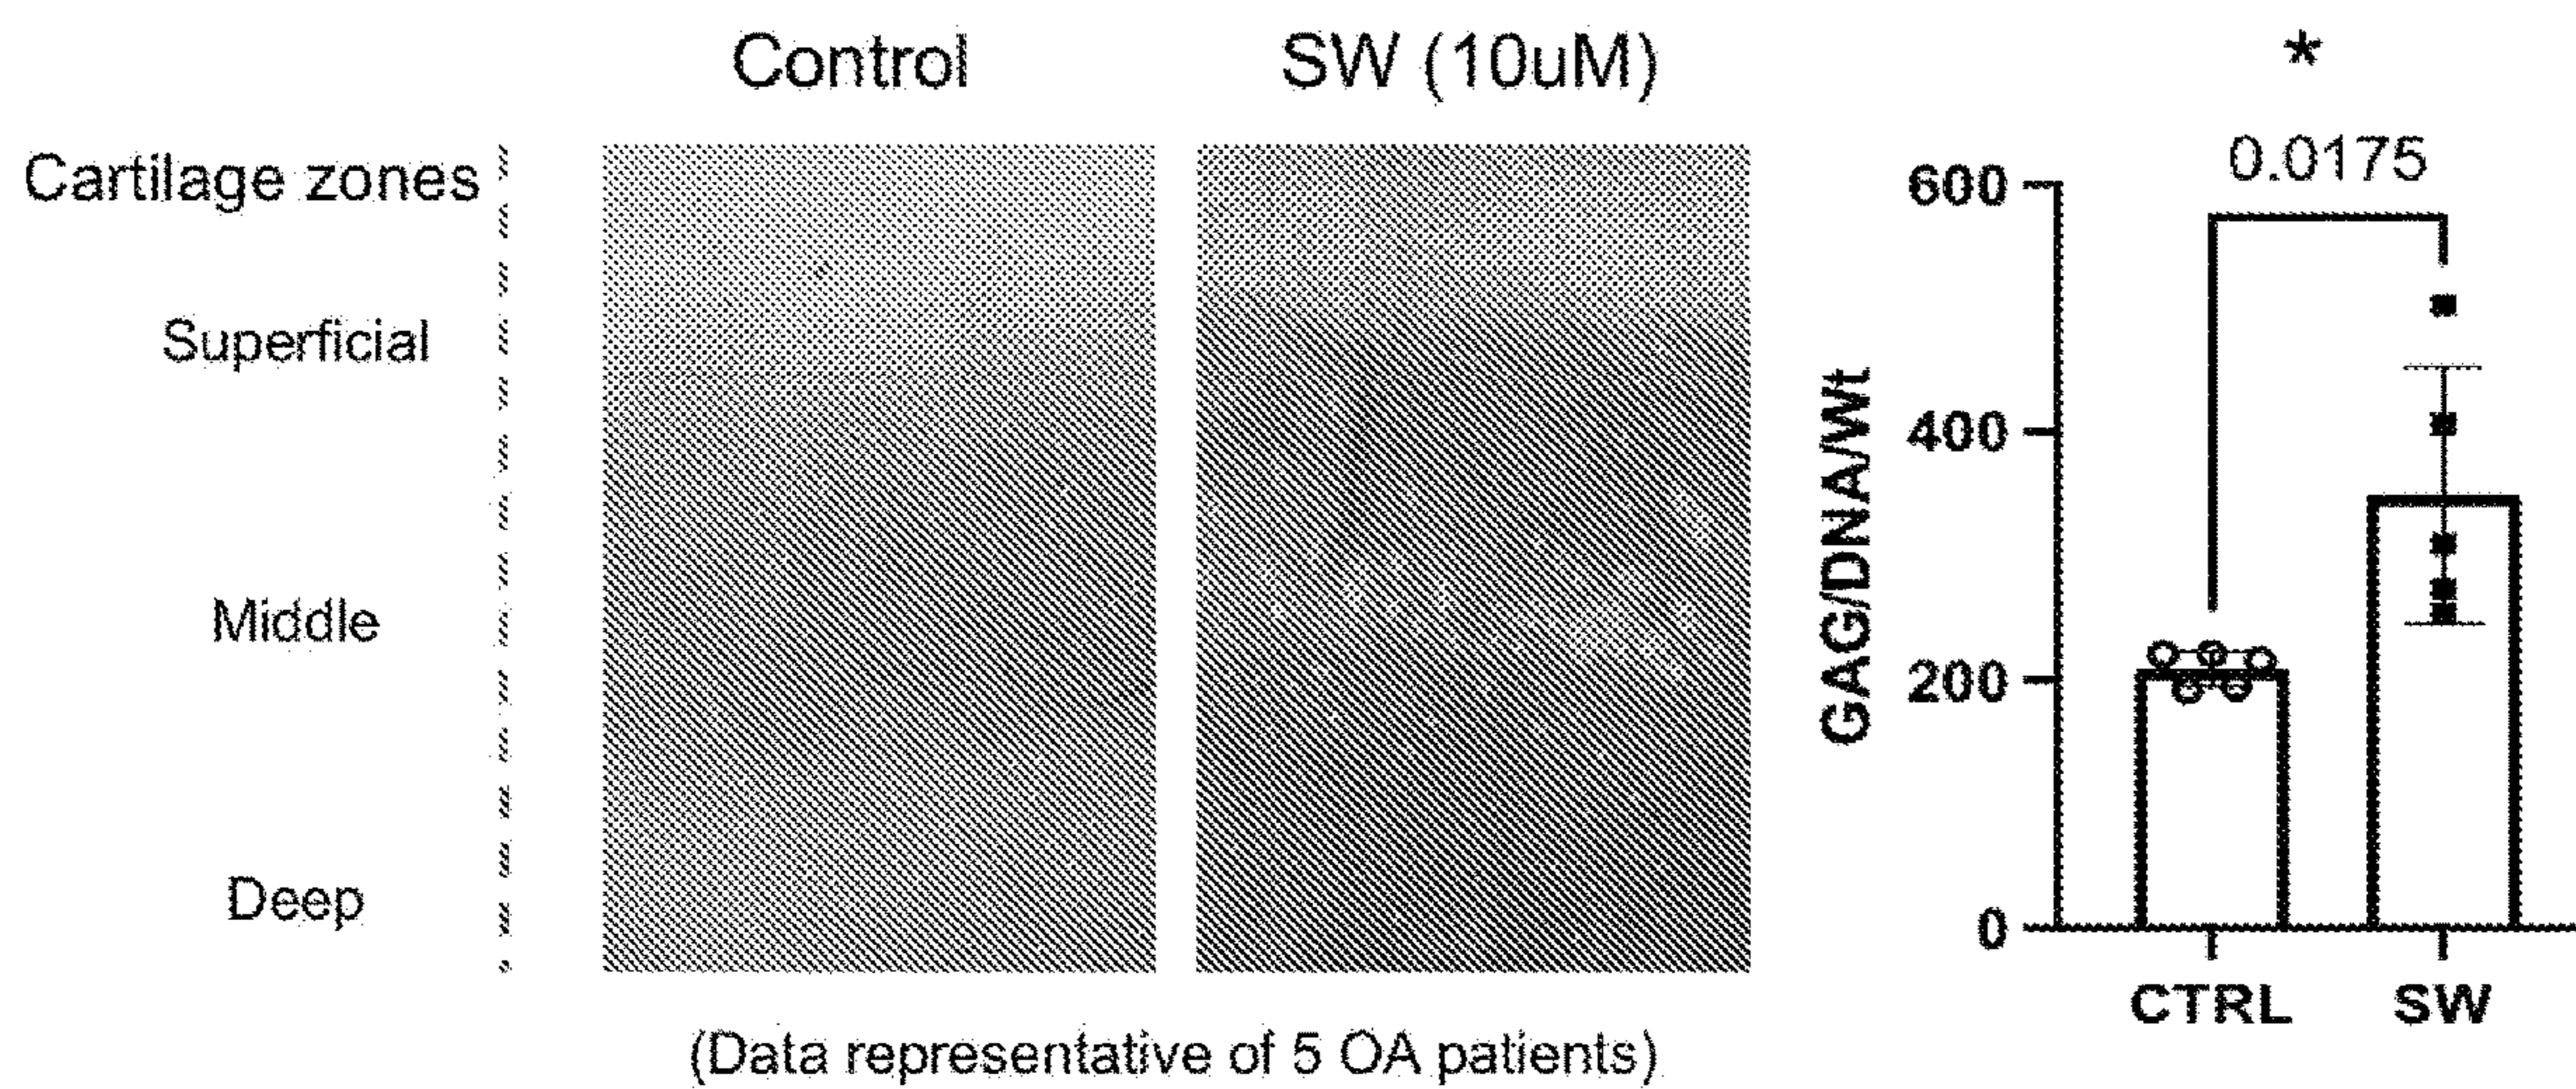 Control
SW (10uM)
Cartilage zones
Superficial
Middle
Deep
(Data representative of 5 OA patients)
*
0.0175
600
400
200
0
GAG/DNA/Wt
CTRL
SW